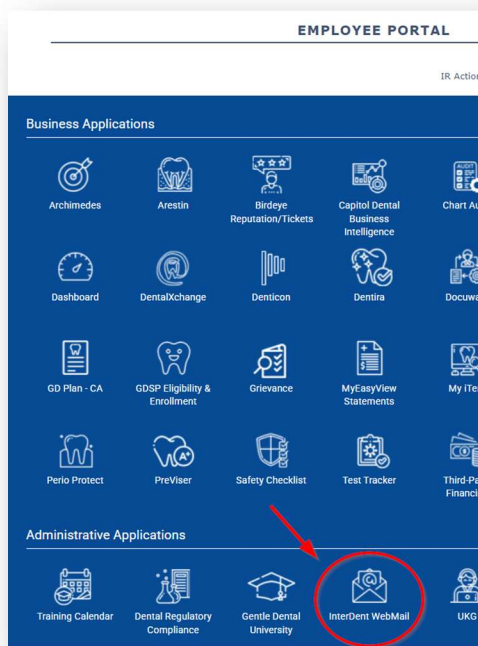 EMPLOYEE PORTAL
IR Action
Business Applications
Archimedes
Arestin
Birdeye
Reputation/Tickets
Capitol Dental
Business
Intelligence
Chart Au
Dashboard
DentalXchange
Denticon
Dentira
Docuwa
GD Plan - CA
GDSP Eligibility &
Enrollment
Grievance
MyEasyView
Statements
My iTe
Perio Protect
PreViser
Safety Checklist
Test Tracker
Third-Pa
Financi
Administrative Applications
Training Calendar
Dental Regulatory
Compliance
Gentle Dental
University
InterDent WebMail
UKG